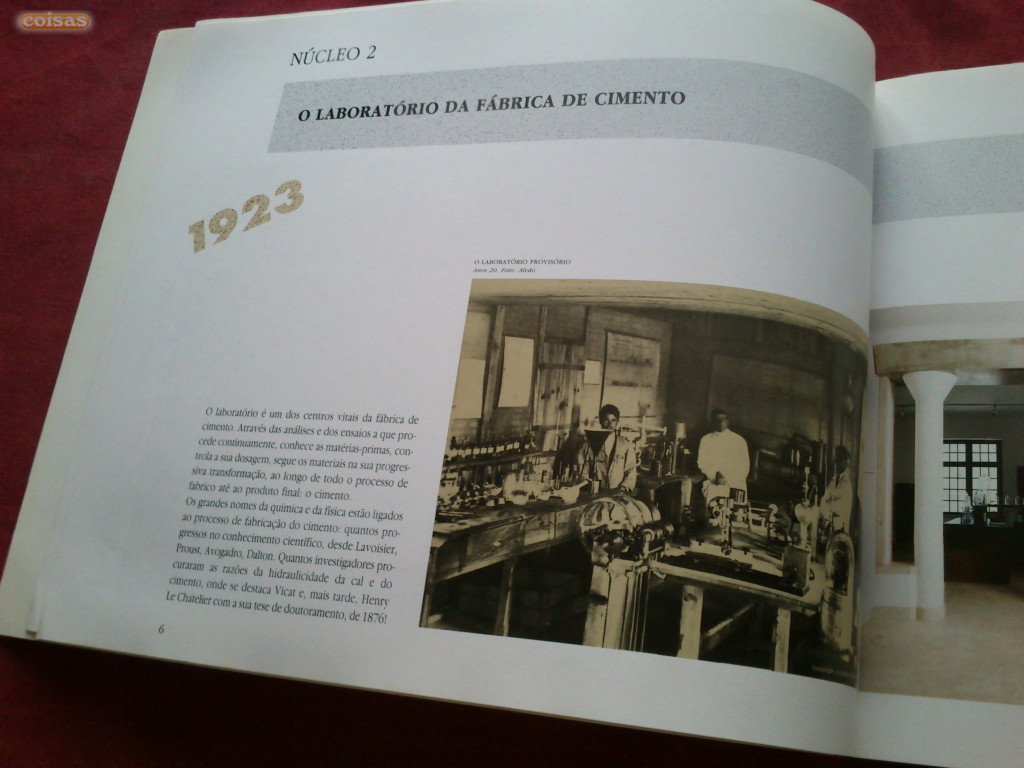 coisas
NÚCLEO 2
O LABORATÓRIO DA FÁBRICA DE CIMENTO
1923
O LABORATÓRIO PROVISÓRIO
Anos 20. Foto: Alvão
O laboratório é um dos centros vitais da fábrica de
cimento. Através das análises e dos ensaios a que pro-
cede continuamente, conhece as matérias-primas, con-
trola a sua dosagem, segue os materiais na sua progres-
siva transformação, ao longo de todo o processo de
fabrico até ao produto final: o cimento.
Os grandes nomes da química e da física estão ligados
ao processo de fabricação do cimento: quantos pro-
gressos no conhecimento científico, desde Lavoisier,
Proust, Avogadro, Dalton. Quantos investigadores pro-
curaram as razões da hidraulicidade da cal e do
cimento, onde se destaca Vicat e, mais tarde, Henry
Le Chatelier com a sua tese de doutoramento, de 1876!
6